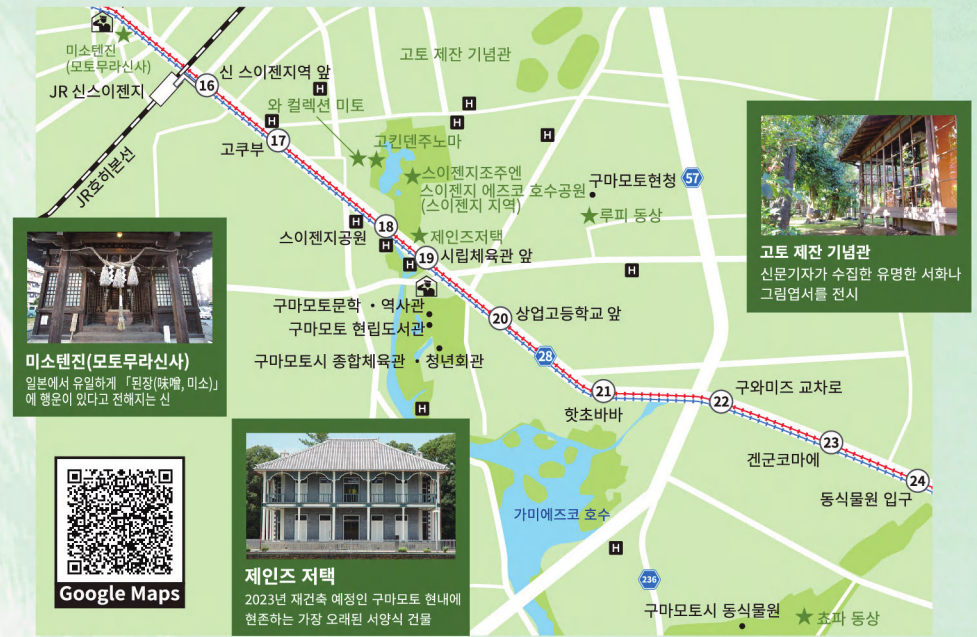 미소텐진
(모토무라신사)
JR 신스이젠지
16
신 스이젠지역 앞
고토 제잔 기념관
H
와 컬렉션 미토
H
H
H
H
17
고쿠부
고킨덴주노마
JR호히본선
스이젠지조주엔
스이젠지 에즈코 호수공원
(스이젠지 지역)
구마모토현청
57
루피 동상
H
18
스이젠지공원
H
제인즈저택
H
19
시립체육관 앞
H
구마모토문학・역사관
구마모토 현립도서관
20
상업고등학교 앞
구마모토시 종합체육관・청년회관
28
H
21
핫초바바
22
구와미즈 교차로
23
겐군코마에
24
동식물원 입구
가미에즈코 호수
H
236
구마모토시 동식물원
쵸파 동상
고토 제잔 기념관
신문기자가 수집한 유명한 서화나
그림엽서를 전시
미소텐진(모토무라신사)
일본에서 유일하게 「된장(味噌, 미소)」
에 행운이 있다고 전해지는 신
제인즈 저택
2023년 재건축 예정인 구마모토 현내에
현존하는 가장 오래된 서양식 건물
Google Maps